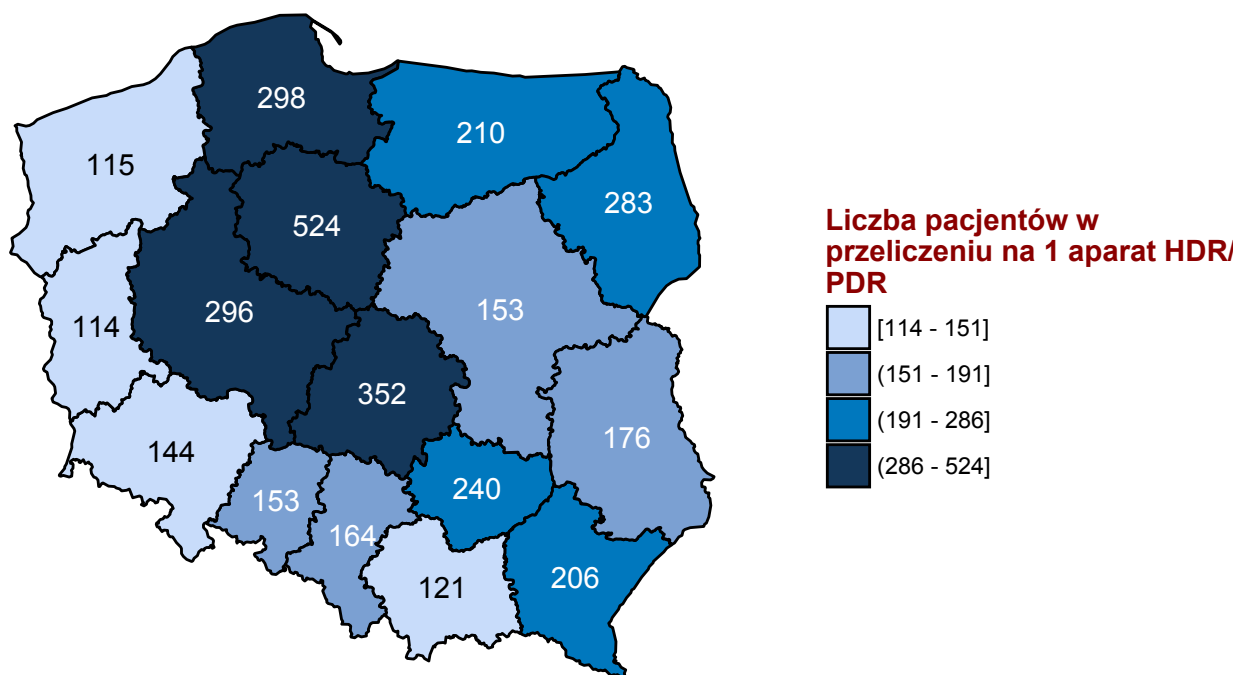 298
210
115
283
524
296
153
114
352
144
176
153
240
164
121
206
Liczba pacjentów w
przeliczeniu na 1 aparat HDR/
PDR
[114 - 151]
(151 - 191]
(191 - 286]
(286 - 524]